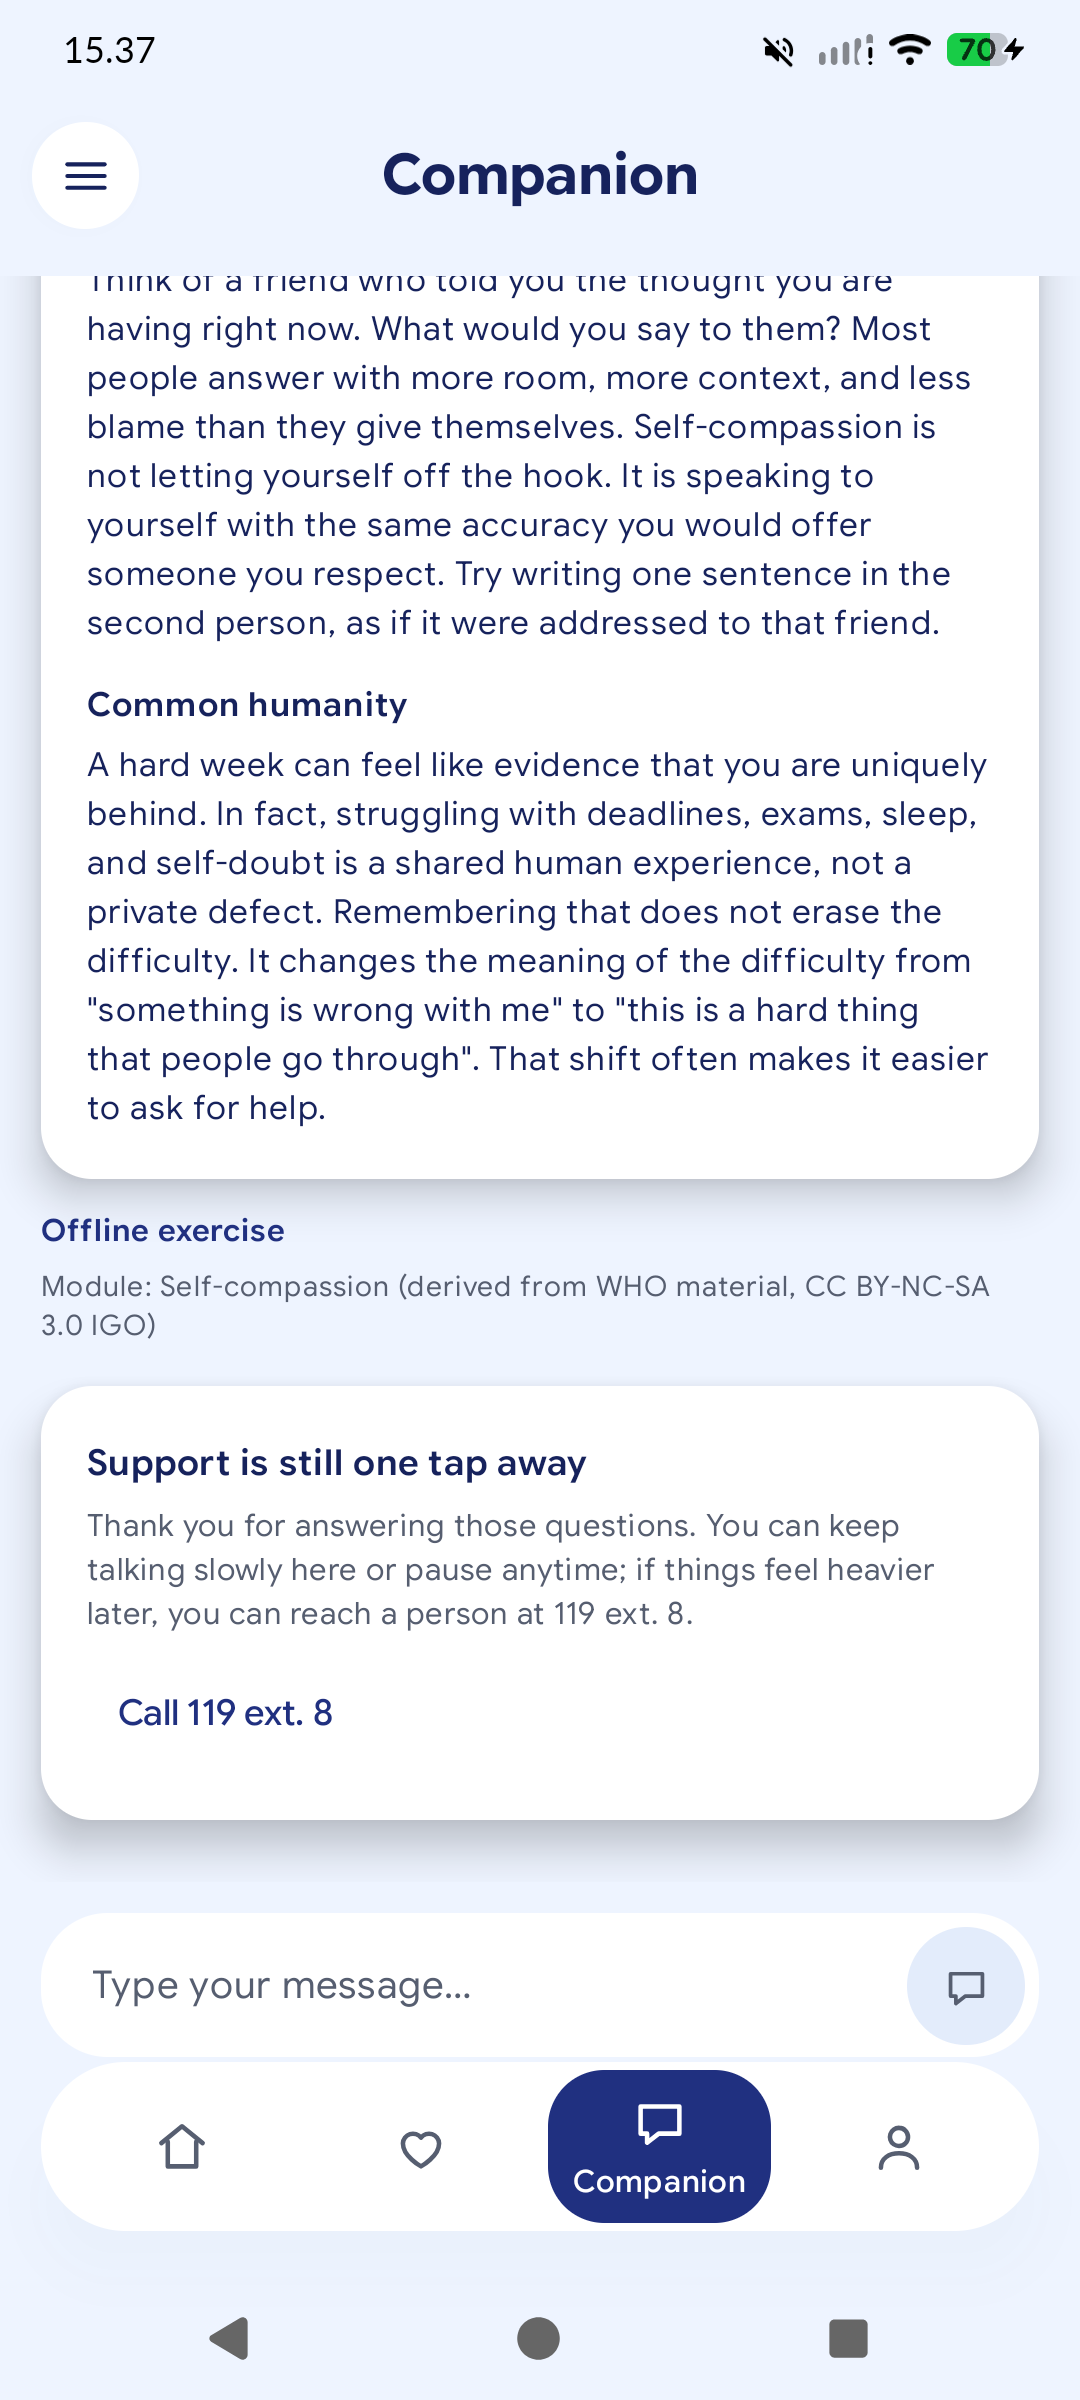 15.37
70
Companion
Think of a friend who told you the thought you are
having right now. What would you say to them? Most
people answer with more room, more context, and less
blame than they give themselves. Self-compassion is
not letting yourself off the hook. It is speaking to
yourself with the same accuracy you would offer
someone you respect. Try writing one sentence in the
second person, as if it were addressed to that friend.
Common humanity
A hard week can feel like evidence that you are uniquely
behind. In fact, struggling with deadlines, exams, sleep,
and self-doubt is a shared human experience, not a
private defect. Remembering that does not erase the
difficulty. It changes the meaning of the difficulty from
"something is wrong with me" to "this is a hard thing
that people go through". That shift often makes it easier
to ask for help.
Offline exercise
Module: Self-compassion (derived from WHO material, CC BY-NC-SA
3.0 IGO)
Support is still one tap away
Thank you for answering those questions. You can keep
talking slowly here or pause anytime; if things feel heavier
later, you can reach a person at 119 ext. 8.
Call 119 ext. 8
Type your message...
Companion